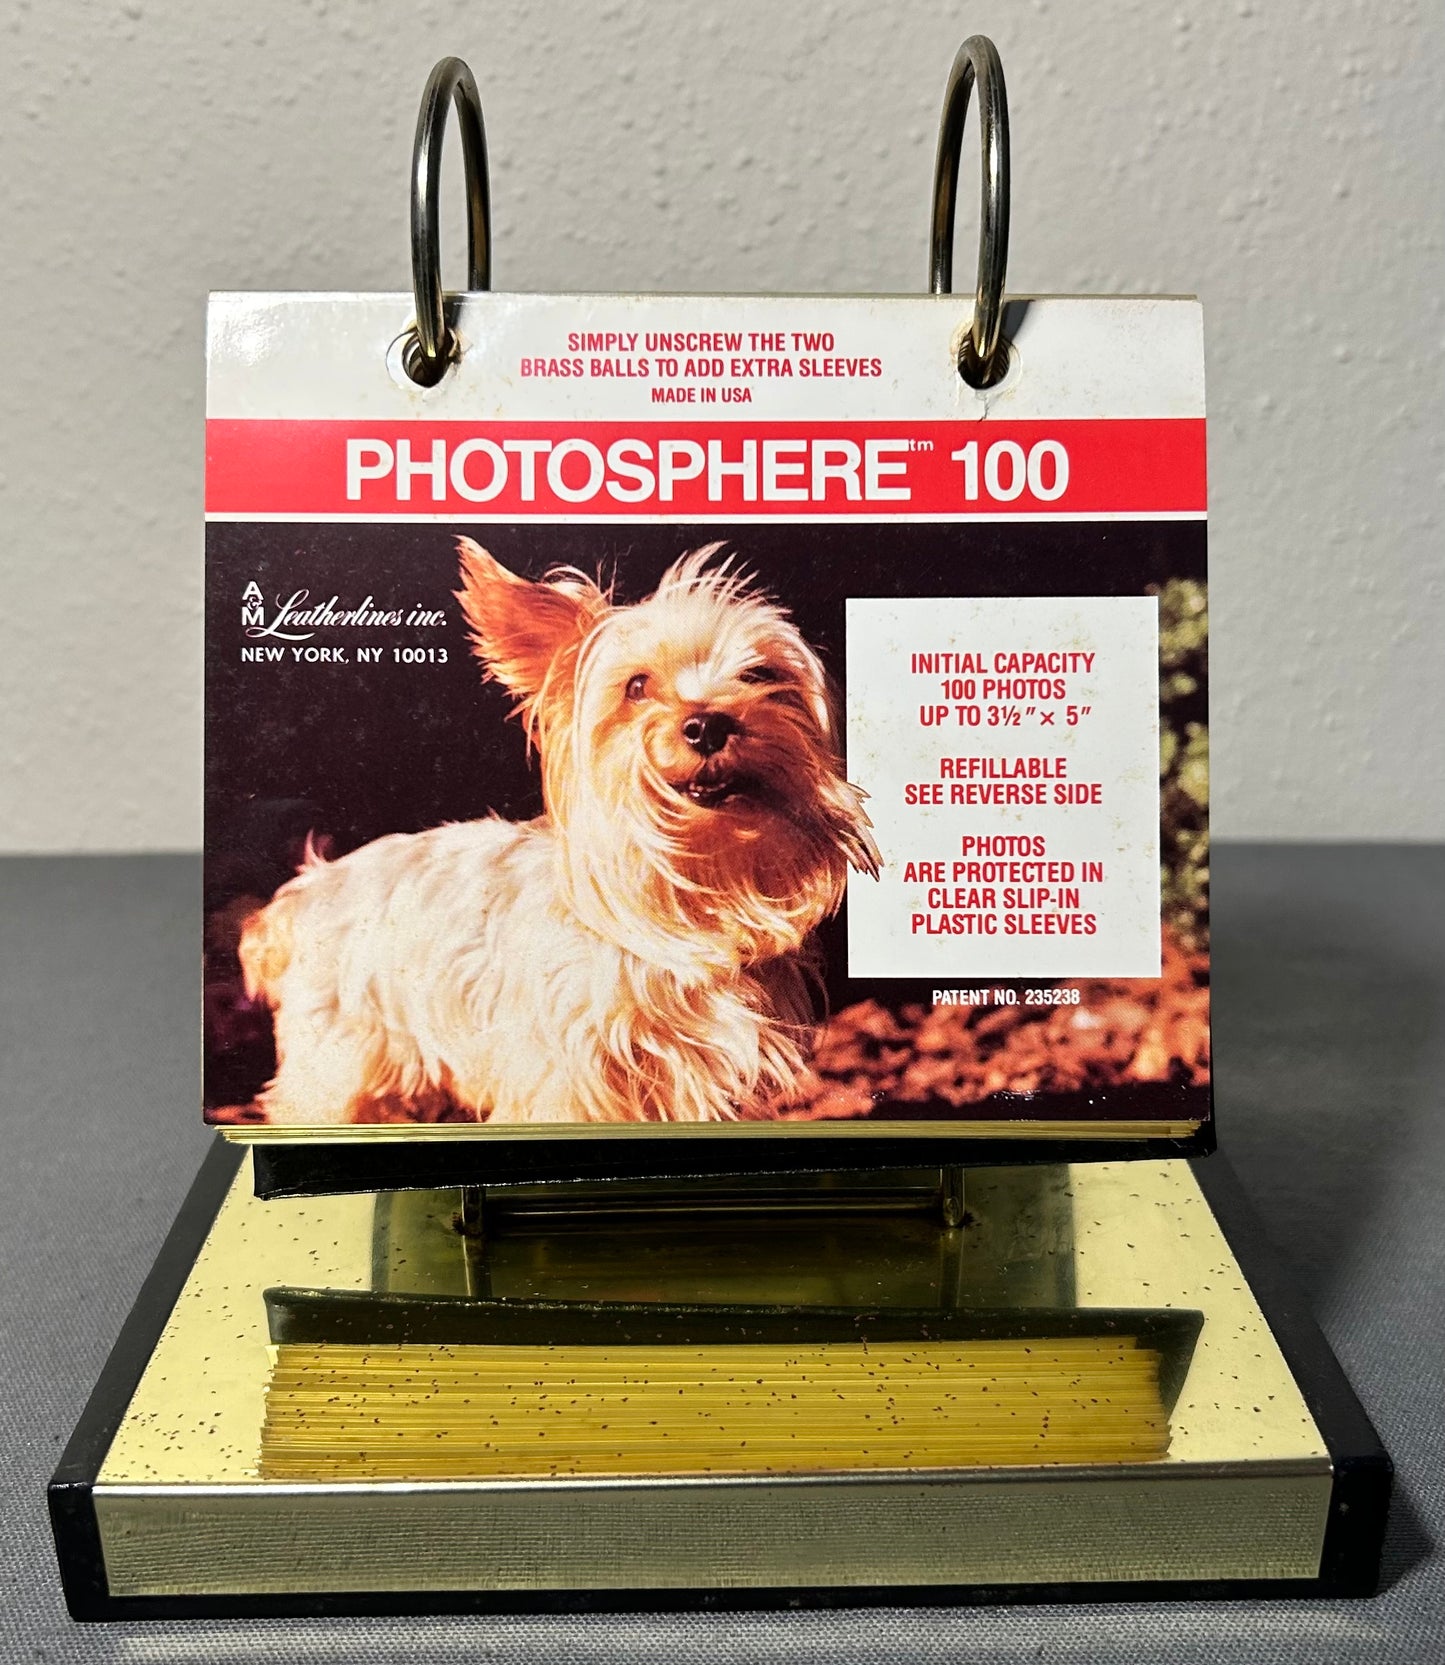 SIMPLY UNSCREW THE TWO
BRASS BALLS TO ADD EXTRA SLEEVES
MADE IN USA
PHOTOSPHERE™ 100
A&M Leatherlines inc.
NEW YORK, NY 10013
INITIAL CAPACITY
100 PHOTOS
UP TO 3½" × 5"
REFILLABLE
SEE REVERSE SIDE
PHOTOS
ARE PROTECTED IN
CLEAR SLIP-IN
PLASTIC SLEEVES
PATENT NO. 235238